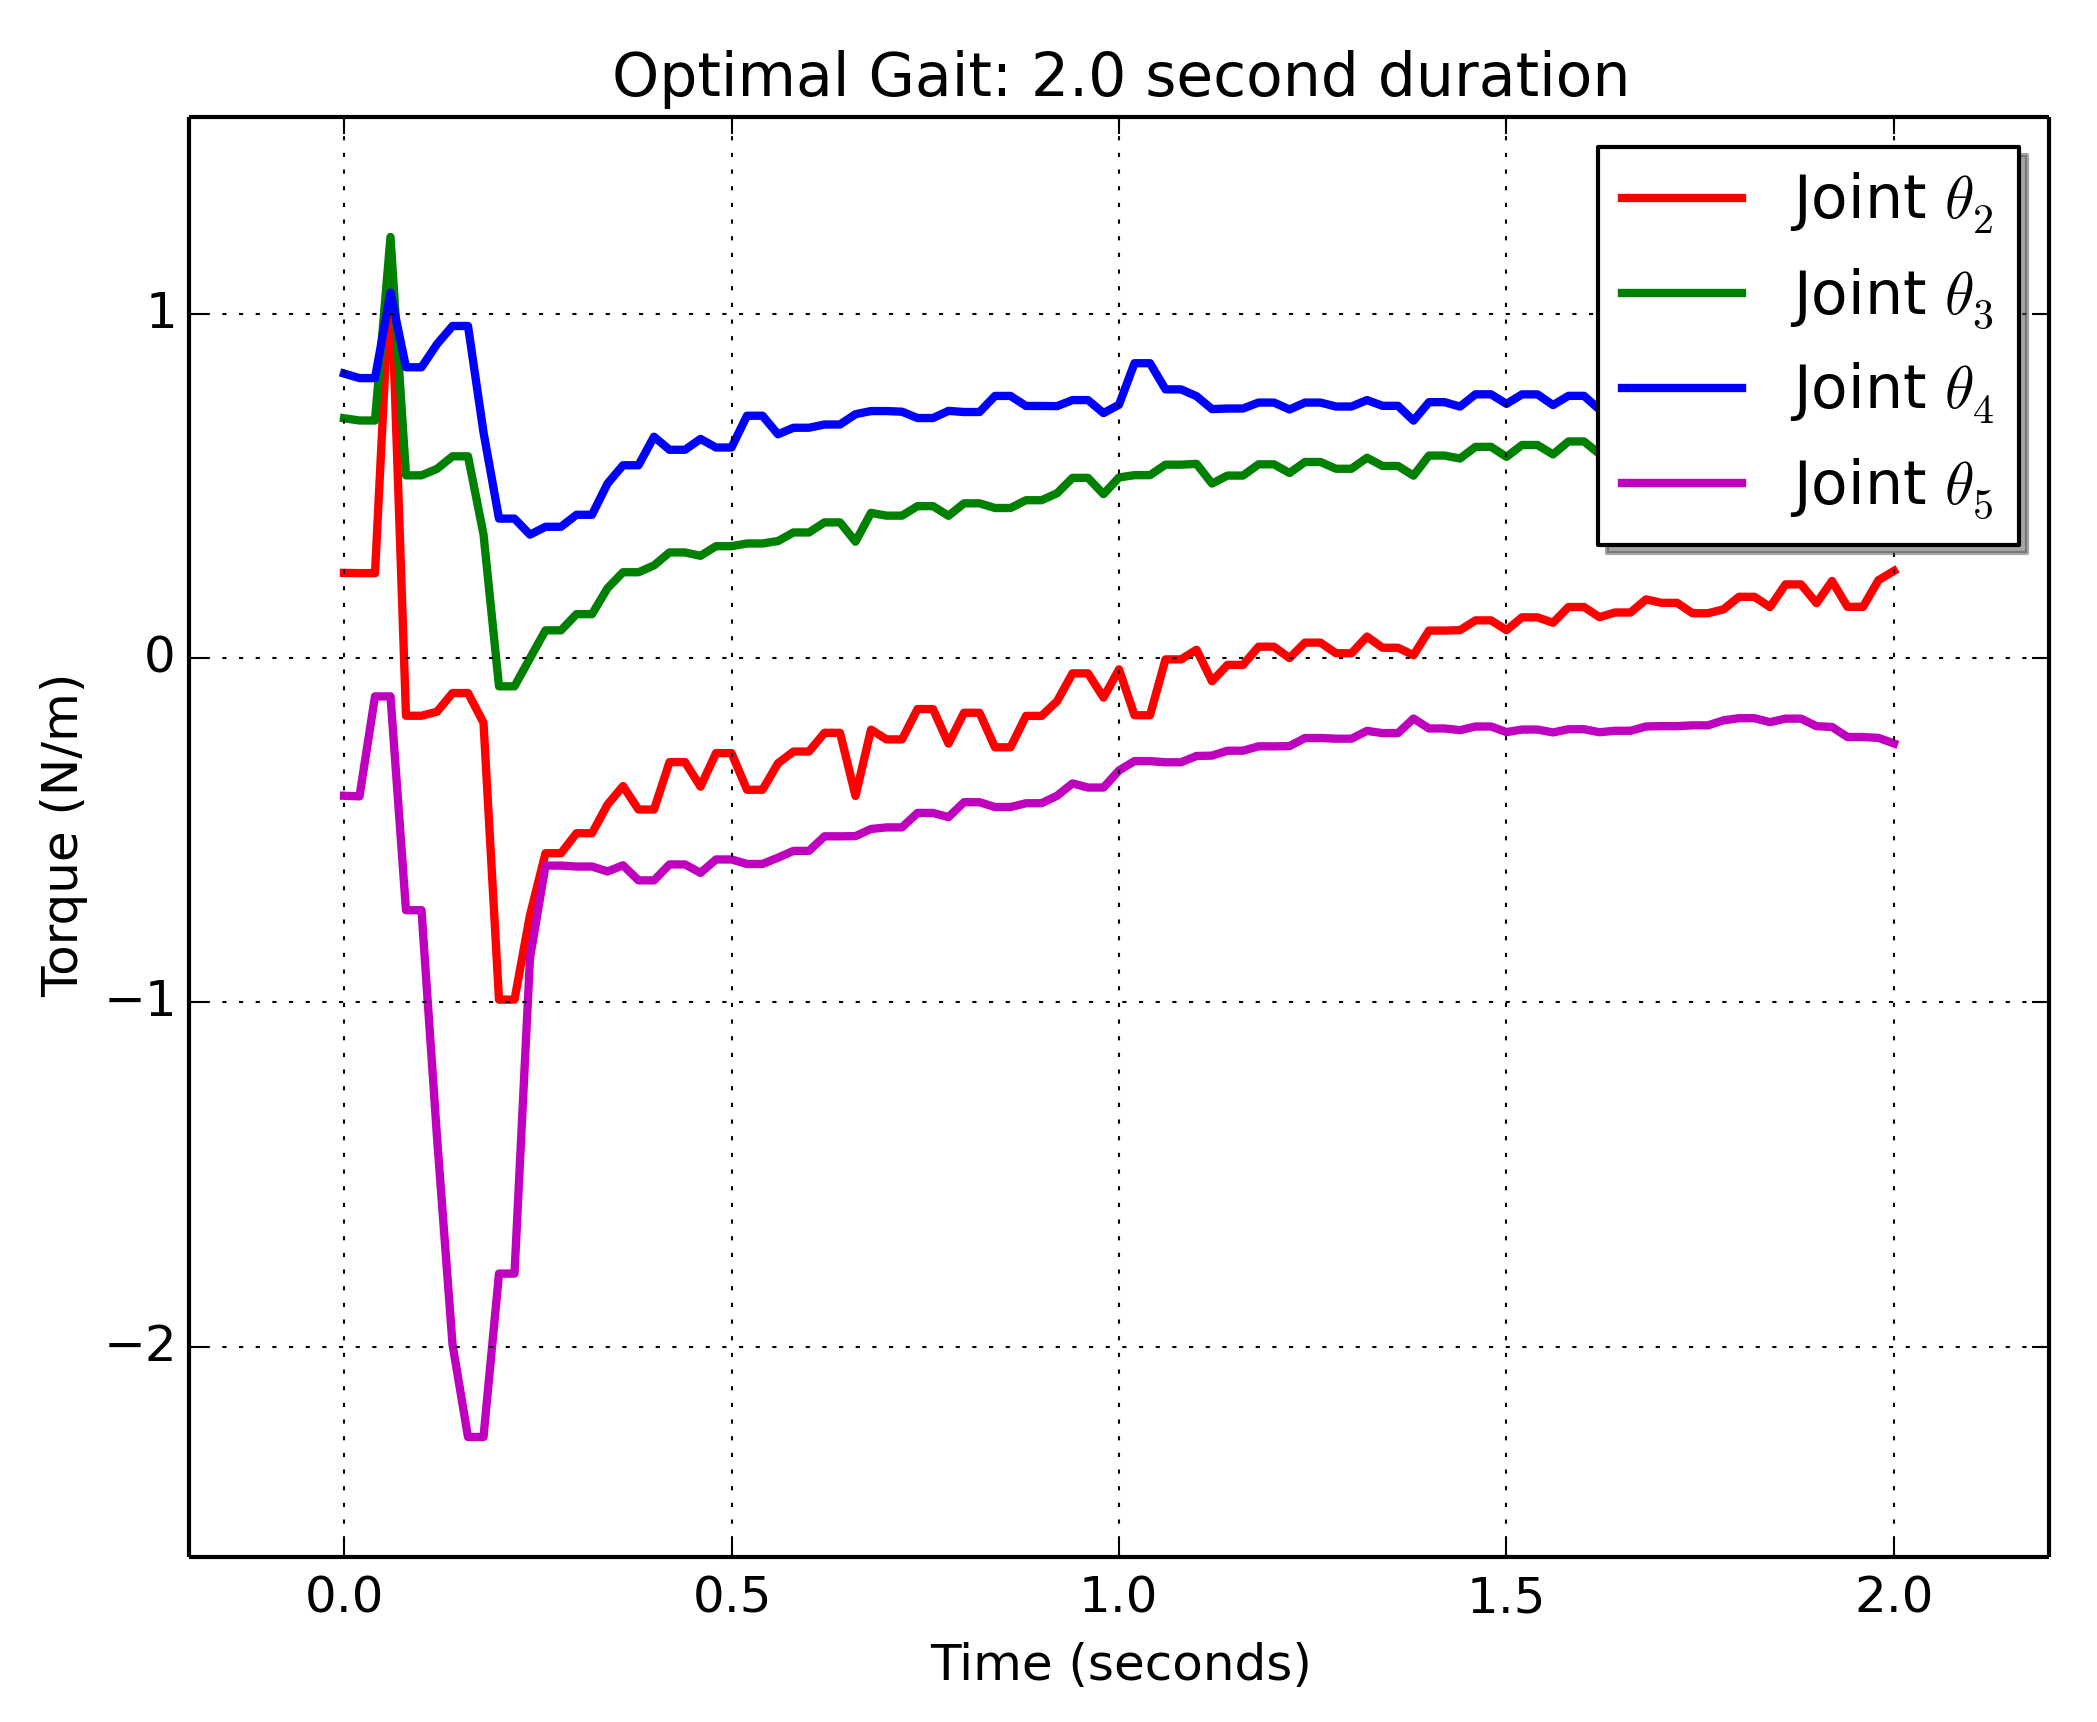 Optimal Gait: 2.0 second duration
Joint θ₂
Joint θ₃
Joint θ₄
Joint θ₅
1
0
−1
−2
Torque (N/m)
0.0 0.5 1.0 1.5 2.0
Time (seconds)